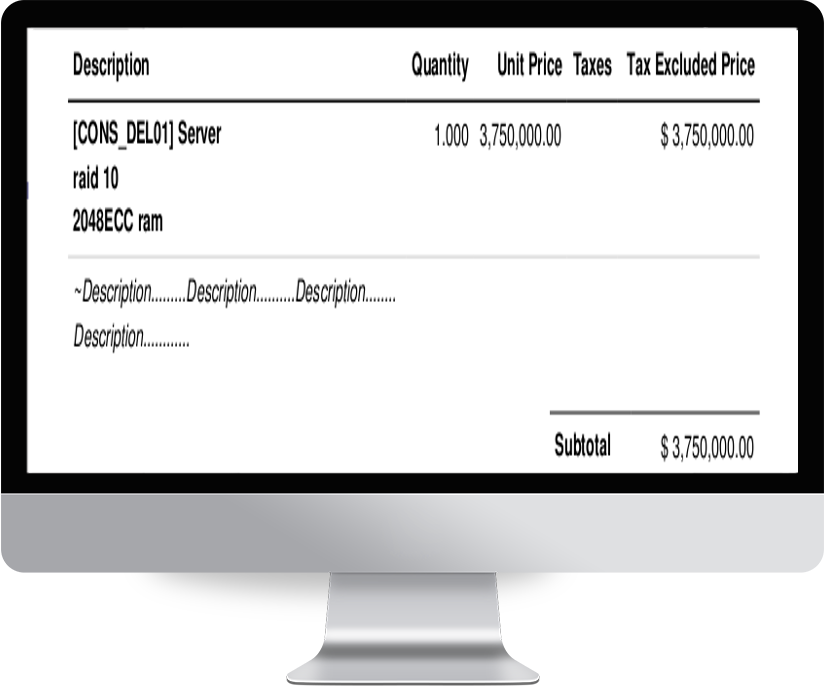 Description Quantity Unit Price Taxes Tax Excluded Price
[CONS_DEL01] Server 1.000 3,750,000.00 $ 3,750,000.00
raid 10
2048ECC ram
~Description.........Description..........Description........
Description............
Subtotal $ 3,750,000.00